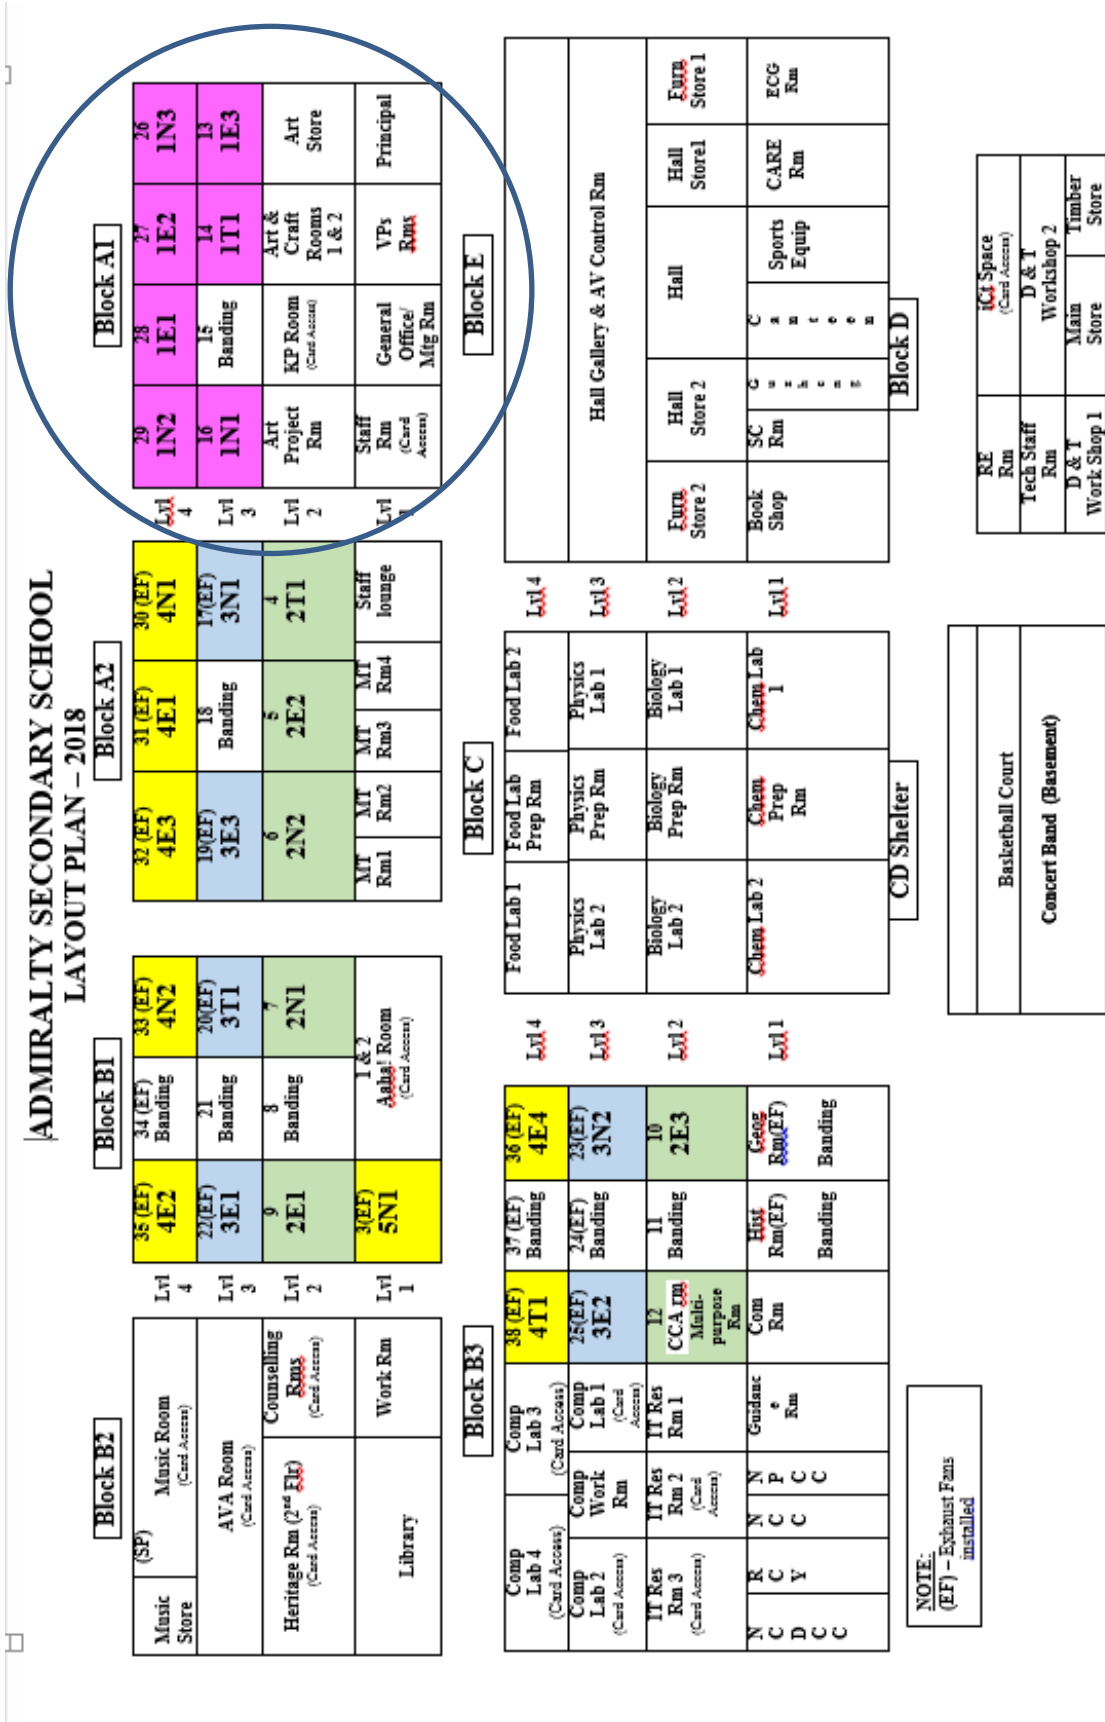 ADMIRALTY SECONDARY SCHOOL
LAYOUT PLAN – 2018
Block B2
Music
Store
(SP)
Music Room
(Card Access)
AVA Room
(Card Access)
Heritage Rm (2nd Flr)
(Card Access)
Counselling
Rms
(Card Access)
Library
Work Rm
Lvl
4
Lvl
3
Lvl
2
Lvl
1
Block B1
35 (EF)
4E2
34 (EF)
Banding
33 (EF)
4N2
22(EF)
3E1
21
Banding
20(EF)
3T1
9
2E1
8
Banding
7
2N1
3(EF)
5N1
1 & 2
Aaha! Room
(Card Access)
Block A2
32 (EF)
4E3
31 (EF)
4E1
30 (EF)
4N1
19(EF)
3E3
18
Banding
17(EF)
3N1
6
2N2
5
2E2
4
2T1
MT
Rm1
MT
Rm2
MT
Rm3
MT
Rm4
Staff
lounge
Lvl
4
Lvl
3
Lvl
2
Lvl
Block A1
29
1N2
28
1E1
27
1E2
26
1N3
16
1N1
15
Banding
14
1T1
13
1E3
Art
Project
Rm
KP Room
(Card Access)
Art &
Craft
Rooms
1 & 2
Art
Store
Staff
Rm
(Card
Access)
General
Office/
Mtg Rm
VPs
Rms
Principal
Block B3
Comp
Lab 4
(Card Access)
Comp
Lab 3
(Card Access)
38 (EF)
4T1
37 (EF)
Banding
36 (EF)
4E4
Comp
Lab 2
(Card Access)
Comp
Work
Rm
Comp
Lab 1
(Card
Access)
25(EF)
3E2
24(EF)
Banding
23(EF)
3N2
IT Res
Rm 3
(Card Access)
IT Res
Rm 2
(Card
Access)
IT Res
Rm 1
12
CCA rm
Multi-
purpose
Rm
11
Banding
10
2E3
N
C
D
C
C
R
C
Y
N
C
C
N
P
C
C
Guidanc
e
Rm
Com
Rm
Hist
Rm(EF)
Banding
Geog
Rm(EF)
Banding
Lvl 4
Lvl 3
Lvl 2
Lvl 1
Block C
Food Lab 1
Food Lab
Prep Rm
Food Lab 2
Physics
Lab 2
Physics
Prep Rm
Physics
Lab 1
Biology
Lab 2
Biology
Prep Rm
Biology
Lab 1
Chem Lab 2
Chem
Prep
Rm
Chem Lab
1
CD Shelter
Lvl 4
Lvl 3
Lvl 2
Lvl 1
Block E
Hall Gallery & AV Control Rm
Furn
Store 2
Hall
Store 2
Hall
Hall
Store1
Furn
Store 1
Book
Shop
SC
Rm
G
C
a
n
t
e
e
n
Sports
Equip
CARE
Rm
ECG
Rm
Block D
NOTE:
(EF) – Exhaust Fans
installed
Basketball Court
Concert Band (Basement)
RE
Rm
iCt Space
(Card Access)
Tech Staff
Rm
D & T
Workshop 2
D & T
Work Shop 1
Main
Store
Timber
Store